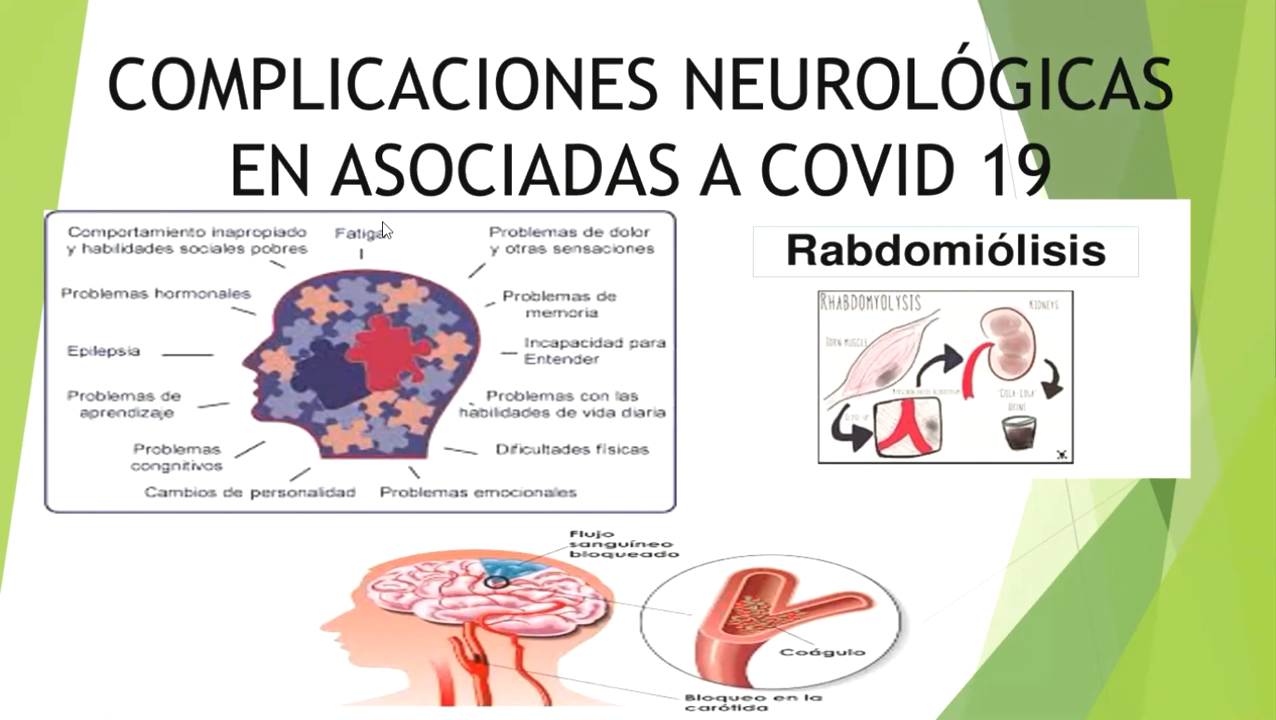 COMPLICACIONES NEUROLÓGICAS
EN ASOCIADAS A COVID 19
Comportamiento inapropiado
y habilidades sociales pobres
Fatiga
Problemas de dolor
y otras sensaciones
Problemas hormonales
Problemas de
memoria
Epilepsia
Incapacidad para
Entender
Problemas de
aprendizaje
Problemas con las
habilidades de vida diaria
Problemas
congnitivos
Dificultades físicas
Cambios de personalidad
Problemas emocionales
Rabdomiólisis
RHABDOMYOLYSIS
KIDNEYS
TORN MUSCLE
"COLA-COLA"
URINE
Flujo
sanguíneo
bloqueado
Coágulo
Bloqueo en la
carótida